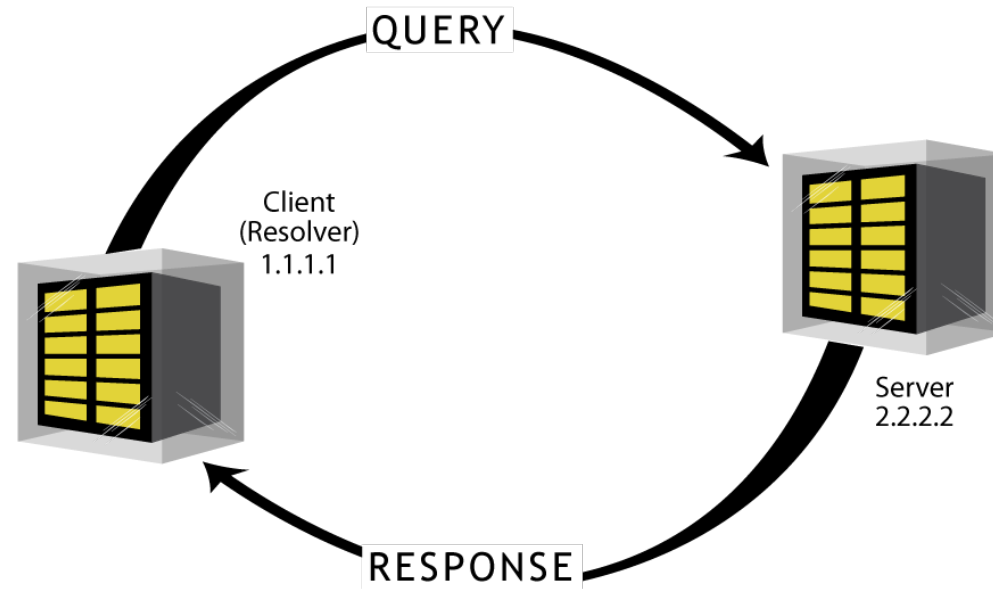 QUERY
Client
(Resolver)
1.1.1.1
Server
2.2.2.2
RESPONSE